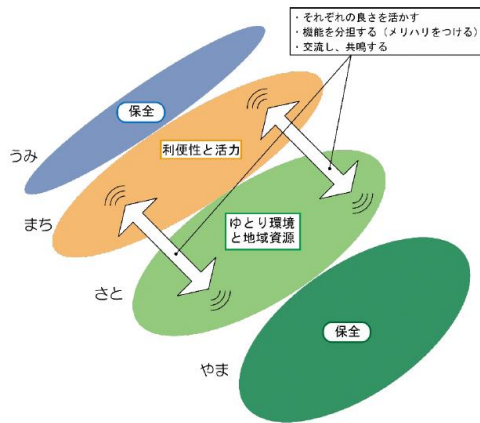 ・それぞれの良さを活かす
・機能を分担する（メリハリをつける）
・交流し、共鳴する
保全
うみ
利便性と活力
まち
ゆとり環境
と地域資源
さと
保全
やま